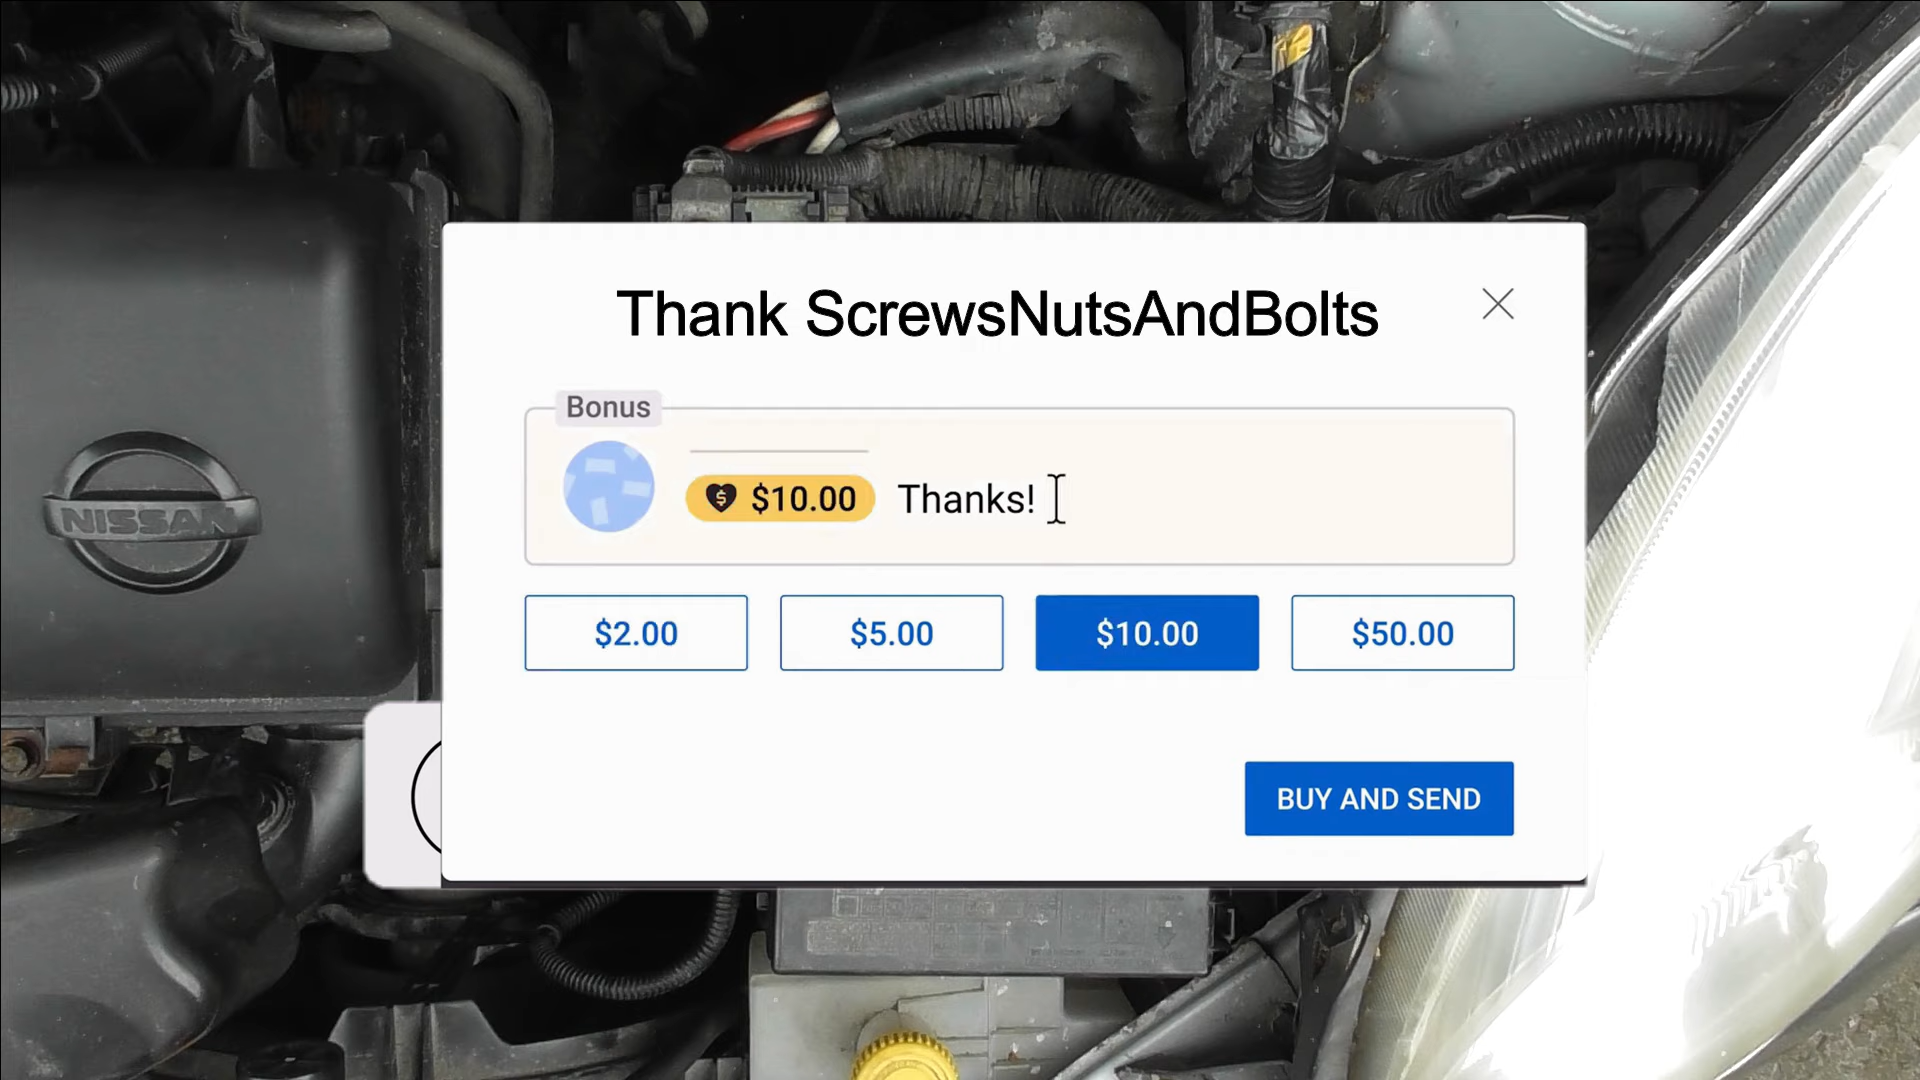 Thank ScrewsNutsAndBolts
Bonus
$10.00 Thanks!
$2.00 $5.00 $10.00 $50.00
BUY AND SEND
NISSAN